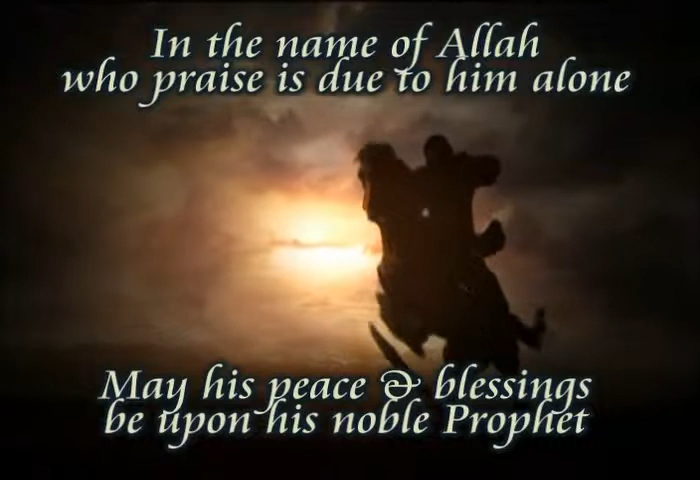 In the name of Allah
who praise is due to him alone
May his peace & blessings
be upon his noble Prophet